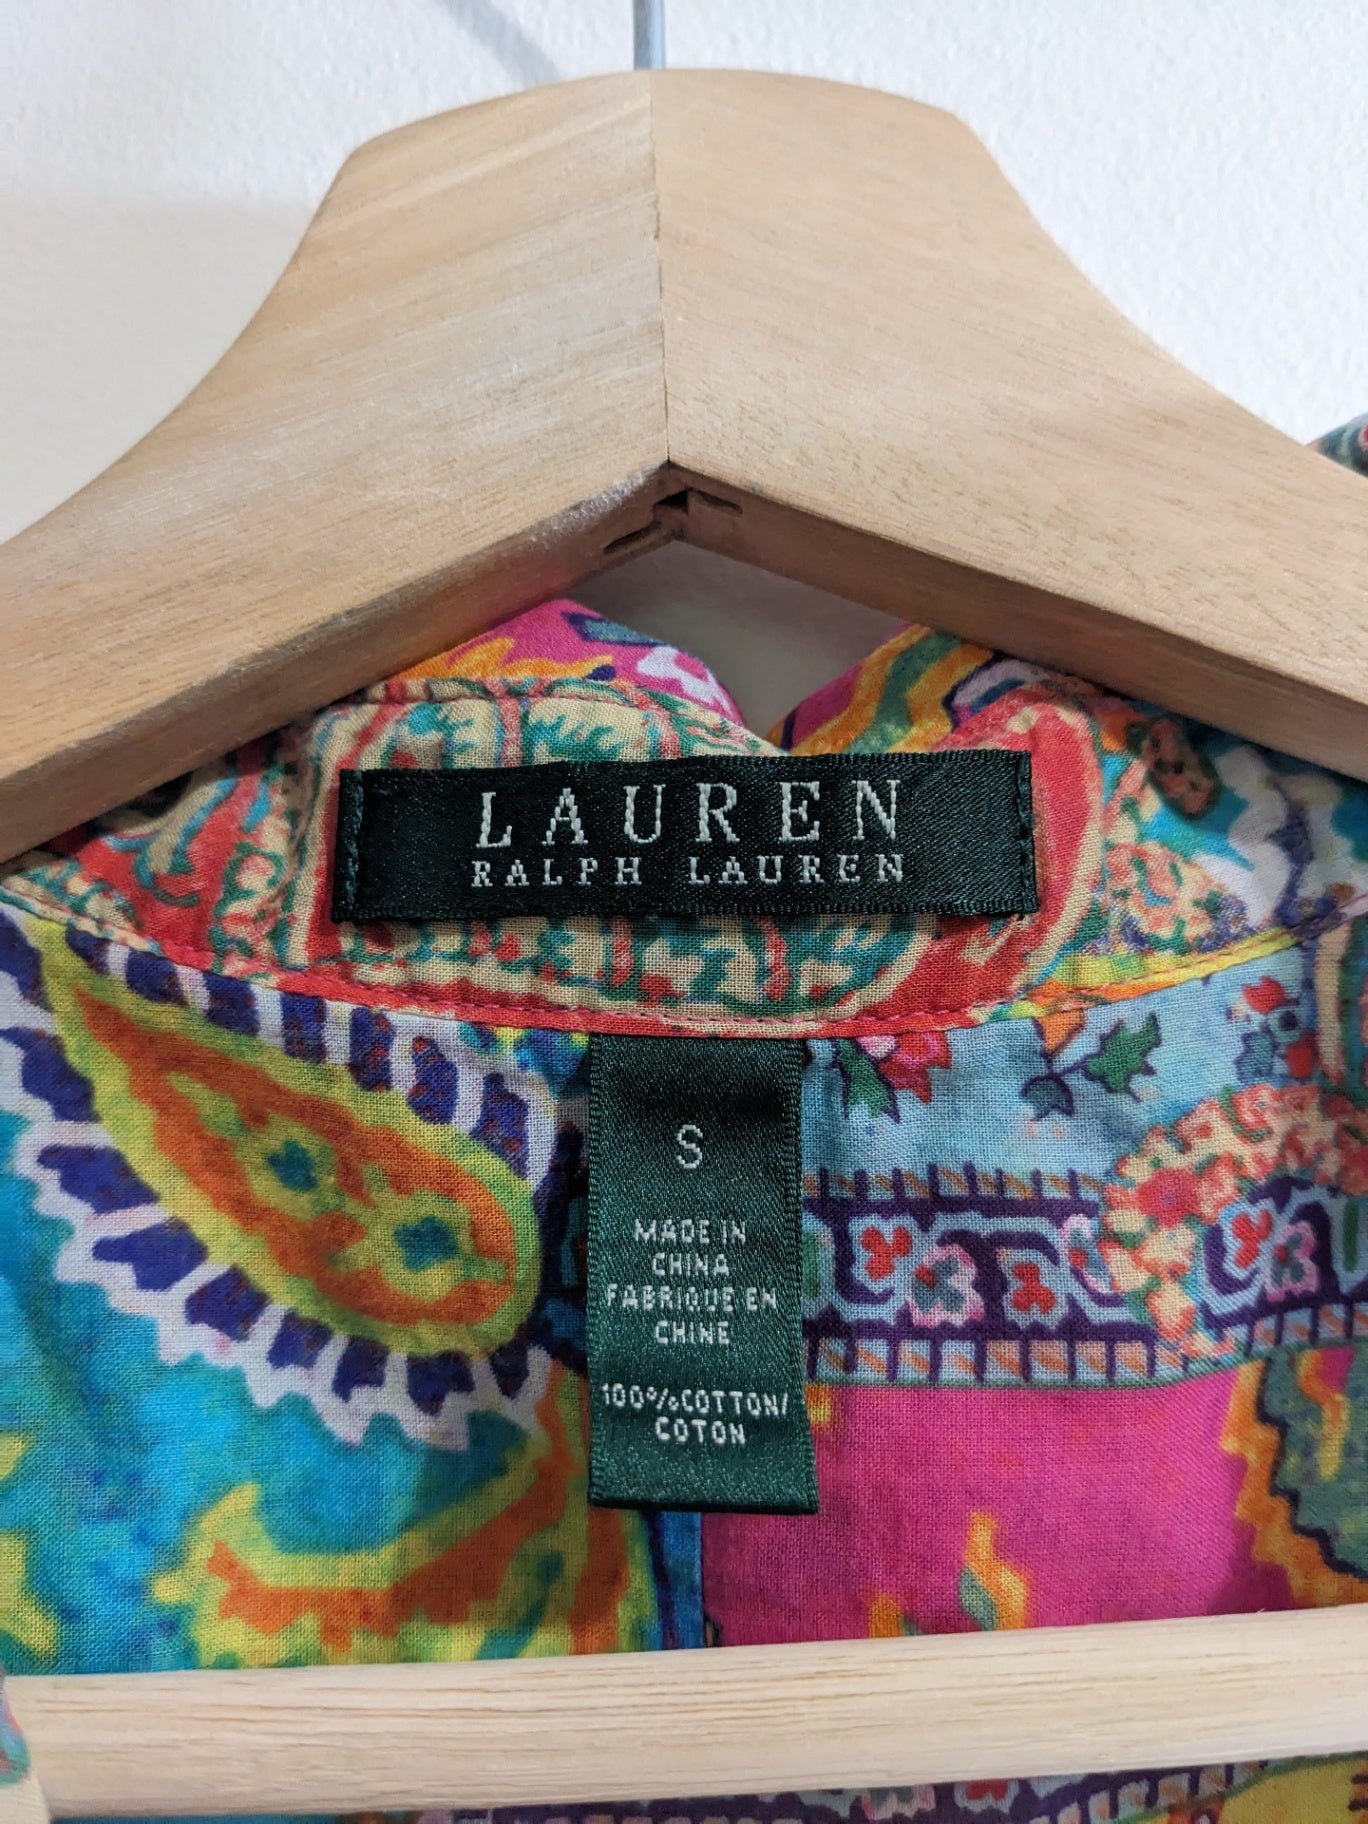 LAUREN
RALPH LAUREN
S
MADE IN
CHINA
FABRIQUE EN
CHINE
100% COTTON/
COTON